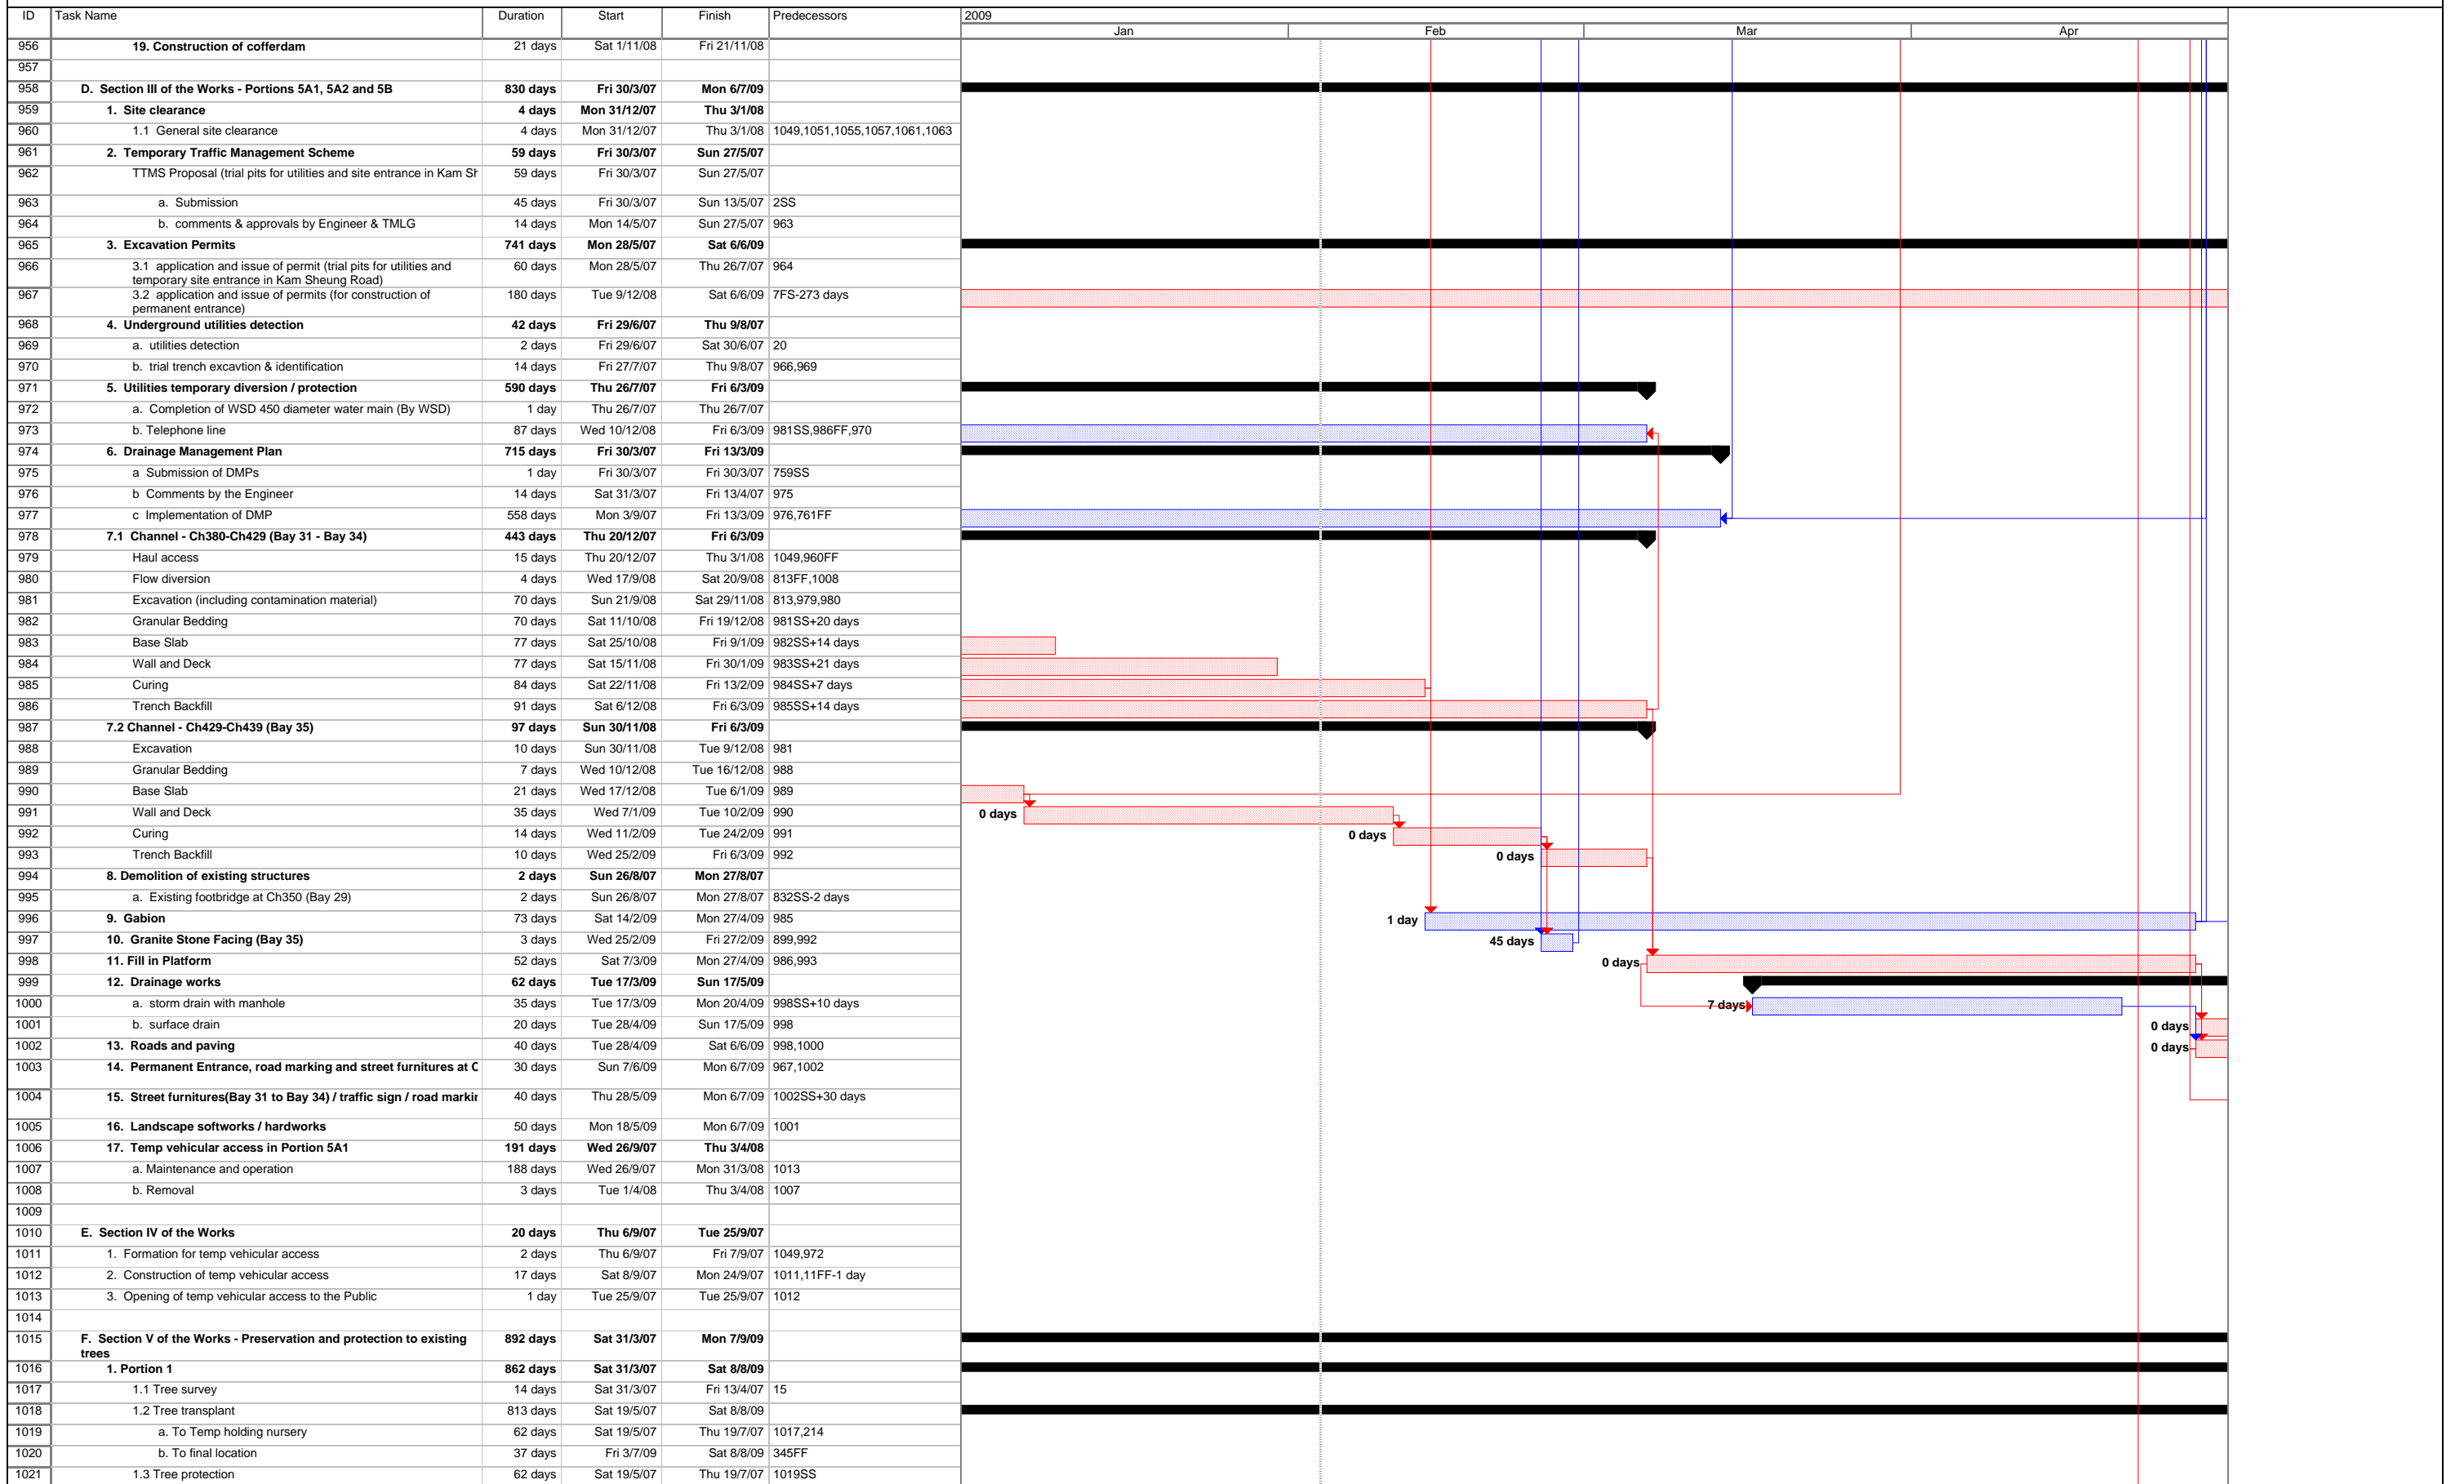 ID Task Name Duration Start Finish Predecessors 2009
Jan Feb Mar Apr
956 19. Construction of cofferdam 21 days Sat 1/11/08 Fri 21/11/08
957
958 D. Section III of the Works - Portions 5A1, 5A2 and 5B 830 days Fri 30/3/07 Mon 6/7/09
959 1. Site clearance 4 days Mon 31/12/07 Thu 3/1/08
960 1.1 General site clearance 4 days Mon 31/12/07 Thu 3/1/08 1049,1051,1055,1057,1061,1063
961 2. Temporary Traffic Management Scheme 59 days Fri 30/3/07 Sun 27/5/07
962 TTMS Proposal (trial pits for utilities and site entrance in Kam Sh 59 days Fri 30/3/07 Sun 27/5/07
963 a. Submission 45 days Fri 30/3/07 Sun 13/5/07 2SS
964 b. comments & approvals by Engineer & TMLG 14 days Mon 14/5/07 Sun 27/5/07 963
965 3. Excavation Permits 741 days Mon 28/5/07 Sat 6/6/09
966 3.1 application and issue of permit (trial pits for utilities and 60 days Mon 28/5/07 Thu 26/7/07 964
temporary site entrance in Kam Sheung Road)
967 3.2 application and issue of permits (for construction of 180 days Tue 9/12/08 Sat 6/6/09 7FS-273 days
permanent entrance)
968 4. Underground utilities detection 42 days Fri 29/6/07 Thu 9/8/07
969 a. utilities detection 2 days Fri 29/6/07 Sat 30/6/07 20
970 b. trial trench excavtion & identification 14 days Fri 27/7/07 Thu 9/8/07 966,969
971 5. Utilities temporary diversion / protection 590 days Thu 26/7/07 Fri 6/3/09
972 a. Completion of WSD 450 diameter water main (By WSD) 1 day Thu 26/7/07 Thu 26/7/07
973 b. Telephone line 87 days Wed 10/12/08 Fri 6/3/09 981SS,986FF,970
974 6. Drainage Management Plan 715 days Fri 30/3/07 Fri 13/3/09
975 a Submission of DMPs 1 day Fri 30/3/07 Fri 30/3/07 759SS
976 b Comments by the Engineer 14 days Sat 31/3/07 Fri 13/4/07 975
977 c Implementation of DMP 558 days Mon 3/9/07 Fri 13/3/09 976,761FF
978 7.1 Channel - Ch380-Ch429 (Bay 31 - Bay 34) 443 days Thu 20/12/07 Fri 6/3/09
979 Haul access 15 days Thu 20/12/07 Thu 3/1/08 1049,960FF
980 Flow diversion 4 days Wed 17/9/08 Sat 20/9/08 813FF,1008
981 Excavation (including contamination material) 70 days Sun 21/9/08 Sat 29/11/08 813,979,980
982 Granular Bedding 70 days Sat 11/10/08 Fri 19/12/08 981SS+20 days
983 Base Slab 77 days Sat 25/10/08 Fri 9/1/09 982SS+14 days
984 Wall and Deck 77 days Sat 15/11/08 Fri 30/1/09 983SS+21 days
985 Curing 84 days Sat 22/11/08 Fri 13/2/09 984SS+7 days
986 Trench Backfill 91 days Sat 6/12/08 Fri 6/3/09 985SS+14 days
987 7.2 Channel - Ch429-Ch439 (Bay 35) 97 days Sun 30/11/08 Fri 6/3/09
988 Excavation 10 days Sun 30/11/08 Tue 9/12/08 981
989 Granular Bedding 7 days Wed 10/12/08 Tue 16/12/08 988
990 Base Slab 21 days Wed 17/12/08 Tue 6/1/09 989
991 Wall and Deck 35 days Wed 7/1/09 Tue 10/2/09 990 0 days
992 Curing 14 days Wed 11/2/09 Tue 24/2/09 991 0 days
993 Trench Backfill 10 days Wed 25/2/09 Fri 6/3/09 992 0 days
994 8. Demolition of existing structures 2 days Sun 26/8/07 Mon 27/8/07
995 a. Existing footbridge at Ch350 (Bay 29) 2 days Sun 26/8/07 Mon 27/8/07 832SS-2 days
996 9. Gabion 73 days Sat 14/2/09 Mon 27/4/09 985 1 day
997 10. Granite Stone Facing (Bay 35) 3 days Wed 25/2/09 Fri 27/2/09 899,992 45 days
998 11. Fill in Platform 52 days Sat 7/3/09 Mon 27/4/09 986,993 0 days
999 12. Drainage works 62 days Tue 17/3/09 Sun 17/5/09
1000 a. storm drain with manhole 35 days Tue 17/3/09 Mon 20/4/09 998SS+10 days 7 days
1001 b. surface drain 20 days Tue 28/4/09 Sun 17/5/09 998 0 days
1002 13. Roads and paving 40 days Tue 28/4/09 Sat 6/6/09 998,1000 0 days
1003 14. Permanent Entrance, road marking and street furnitures at C 30 days Sun 7/6/09 Mon 6/7/09 967,1002
1004 15. Street furnitures(Bay 31 to Bay 34) / traffic sign / road markin 40 days Thu 28/5/09 Mon 6/7/09 1002SS+30 days
1005 16. Landscape softworks / hardworks 50 days Mon 18/5/09 Mon 6/7/09 1001
1006 17. Temp vehicular access in Portion 5A1 191 days Wed 26/9/07 Thu 3/4/08
1007 a. Maintenance and operation 188 days Wed 26/9/07 Mon 31/3/08 1013
1008 b. Removal 3 days Tue 1/4/08 Thu 3/4/08 1007
1009
1010 E. Section IV of the Works 20 days Thu 6/9/07 Tue 25/9/07
1011 1. Formation for temp vehicular access 2 days Thu 6/9/07 Fri 7/9/07 1049,972
1012 2. Construction of temp vehicular access 17 days Sat 8/9/07 Mon 24/9/07 1011,11FF-1 day
1013 3. Opening of temp vehicular access to the Public 1 day Tue 25/9/07 Tue 25/9/07 1012
1014
1015 F. Section V of the Works - Preservation and protection to existing 892 days Sat 31/3/07 Mon 7/9/09
trees
1016 1. Portion 1 862 days Sat 31/3/07 Sat 8/8/09
1017 1.1 Tree survey 14 days Sat 31/3/07 Fri 13/4/07 15
1018 1.2 Tree transplant 813 days Sat 19/5/07 Sat 8/8/09
1019 a. To Temp holding nursery 62 days Sat 19/5/07 Thu 19/7/07 1017,214
1020 b. To final location 37 days Fri 3/7/09 Sat 8/8/09 345FF
1021 1.3 Tree protection 62 days Sat 19/5/07 Thu 19/7/07 1019SS